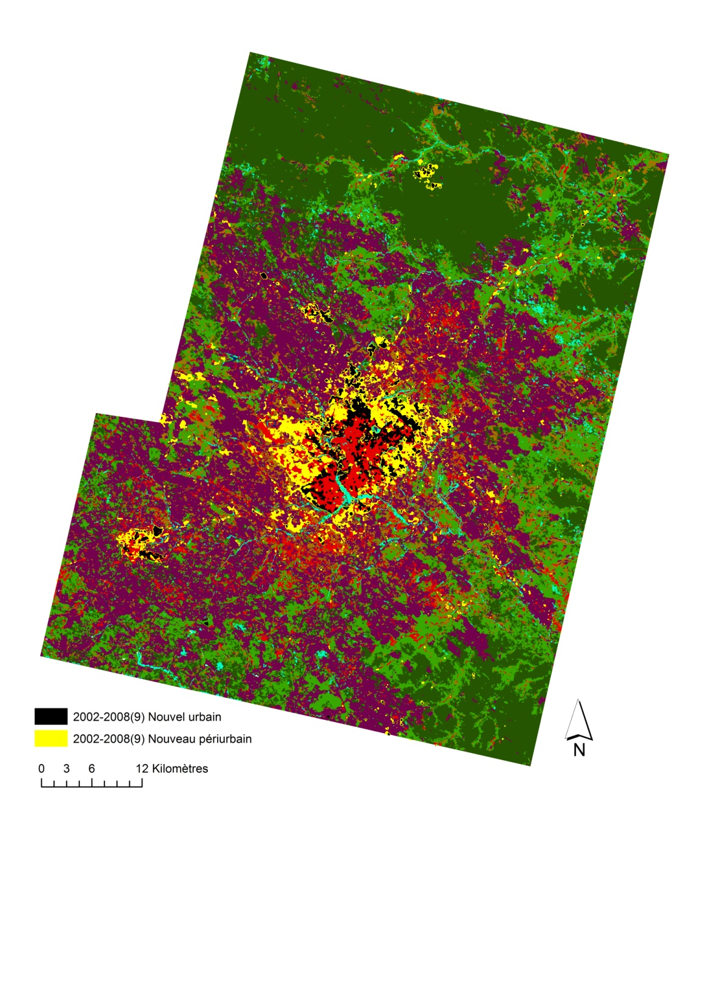 2002-2008(9) Nouvel urbain
2002-2008(9) Nouveau périurbain
0 3 6 12 Kilomètres
N